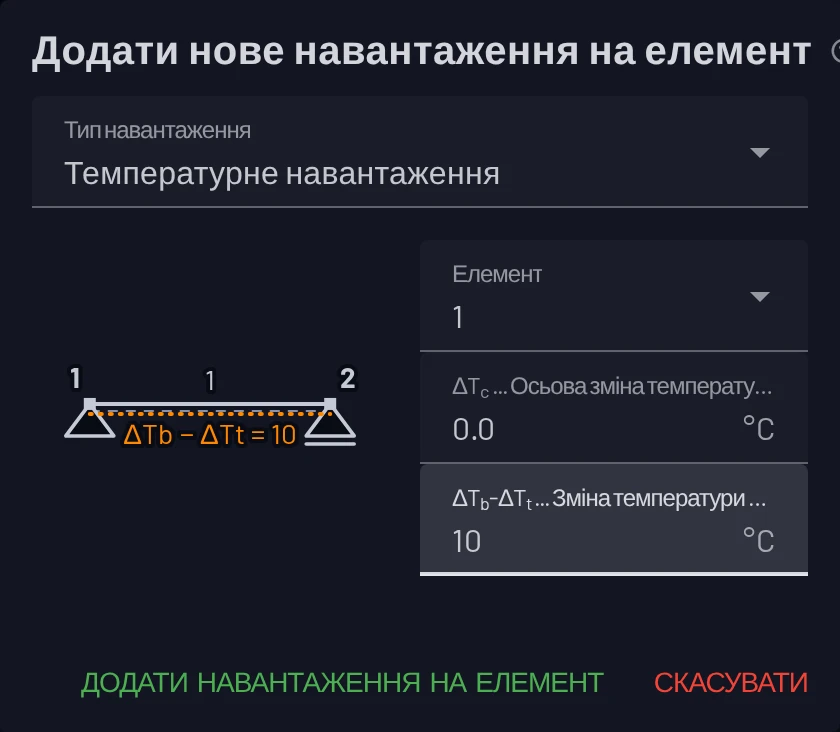 Додати нове навантаження на елемент
Тип навантаження
Температурне навантаження
Елемент
1
1 1 2
ΔTb − ΔTt = 10
ΔTc ... Осьова зміна температу...
0.0 °C
ΔTb-ΔTt ... Зміна температури ...
10 °C
ДОДАТИ НАВАНТАЖЕННЯ НА ЕЛЕМЕНТ СКАСУВАТИ